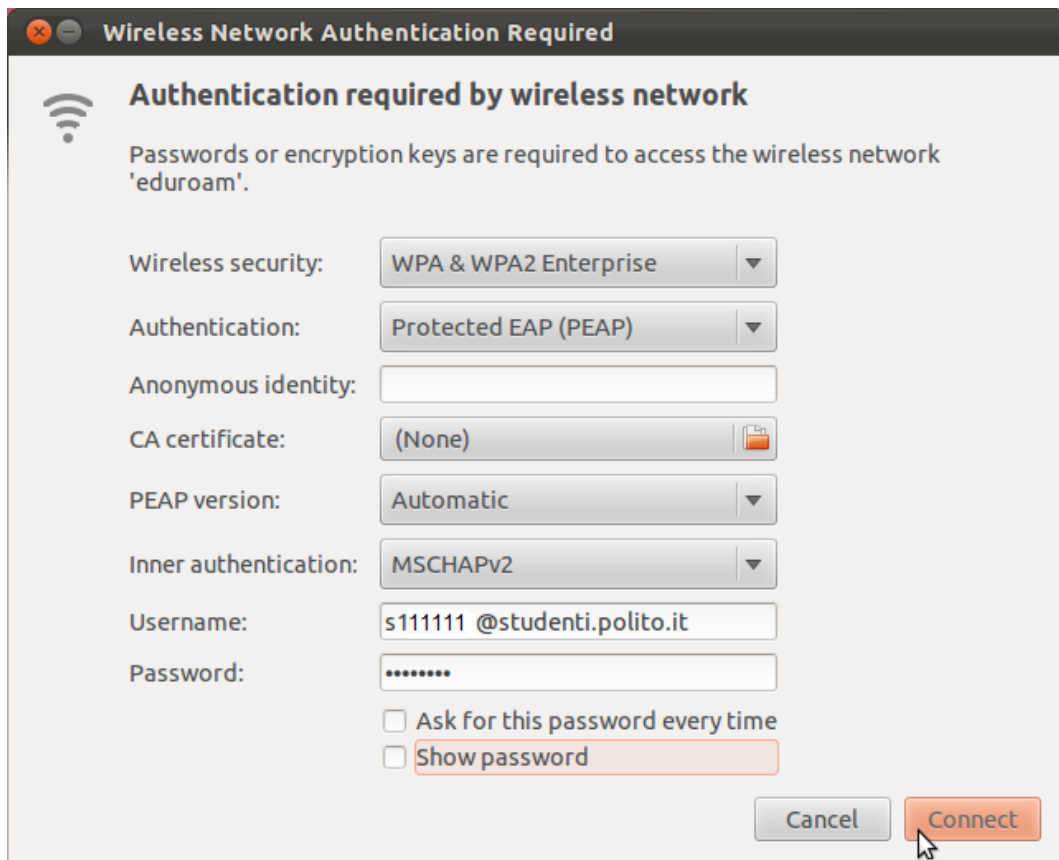 Wireless Network Authentication Required
Authentication required by wireless network
Passwords or encryption keys are required to access the wireless network
'eduroam'.
Wireless security: WPA & WPA2 Enterprise
Authentication: Protected EAP (PEAP)
Anonymous identity:
CA certificate: (None)
PEAP version: Automatic
Inner authentication: MSCHAPv2
Username: s111111 @studenti.polito.it
Password: ••••••••
Ask for this password every time
Show password
Cancel Connect